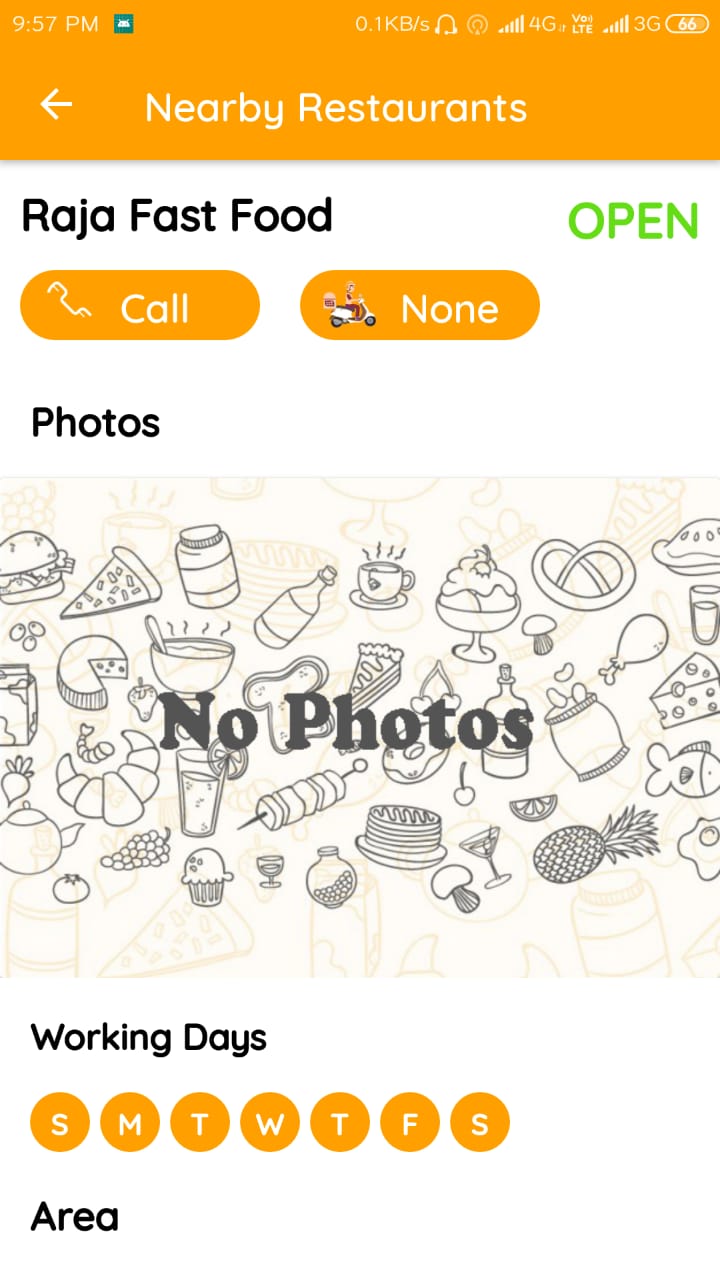 9:57 PM 0.1KB/s 4G Vo) LTE 3G 66
Nearby Restaurants
Raja Fast Food OPEN
Call None
Photos
No Photos
Working Days
S M T W T F S
Area